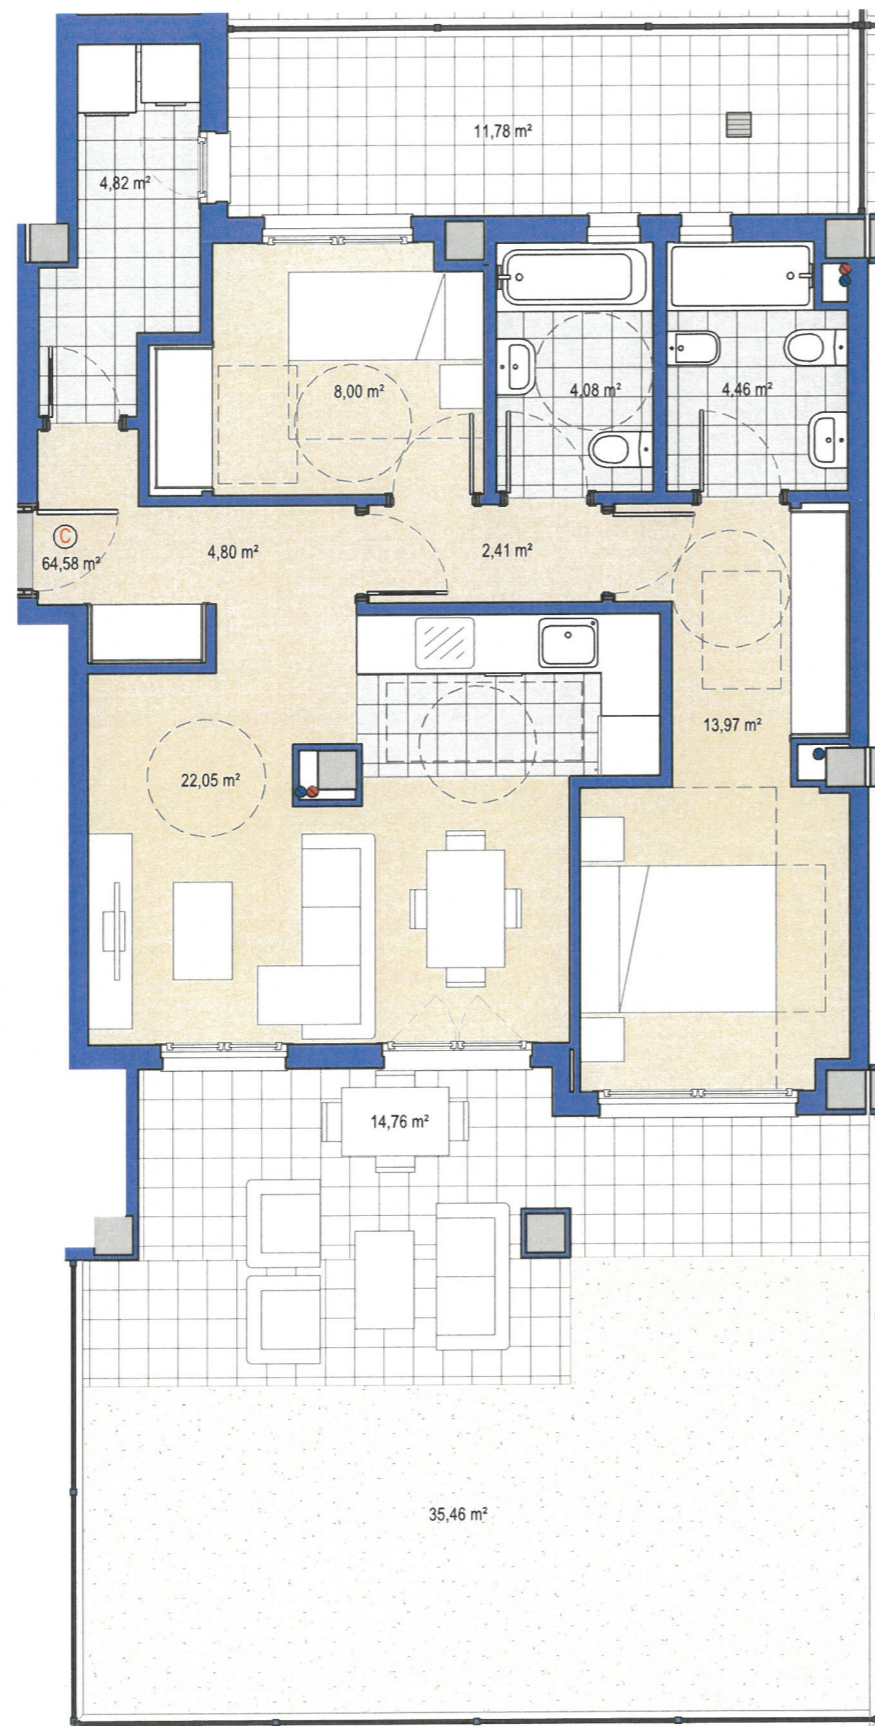 11,78 m²
4,82 m²
8,00 m²
4,08 m²
4,46 m²
C
64,58 m²
4,80 m²
2,41 m²
13,97 m²
22,05 m²
14,76 m²
35,46 m²